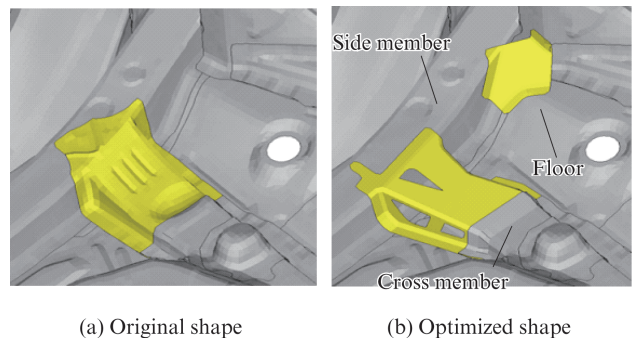 Side member
Floor
Cross member
(a) Original shape
(b) Optimized shape